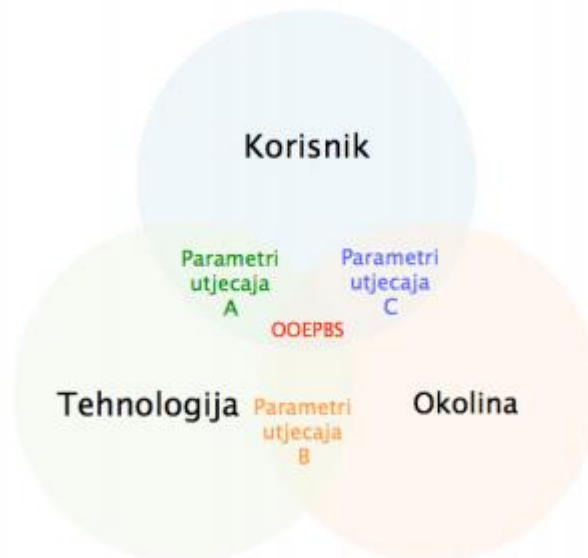 Korisnik
Parametri
utjecaja
A
Parametri
utjecaja
C
OOEPBS
Tehnologija
Parametri
utjecaja
B
Okolina